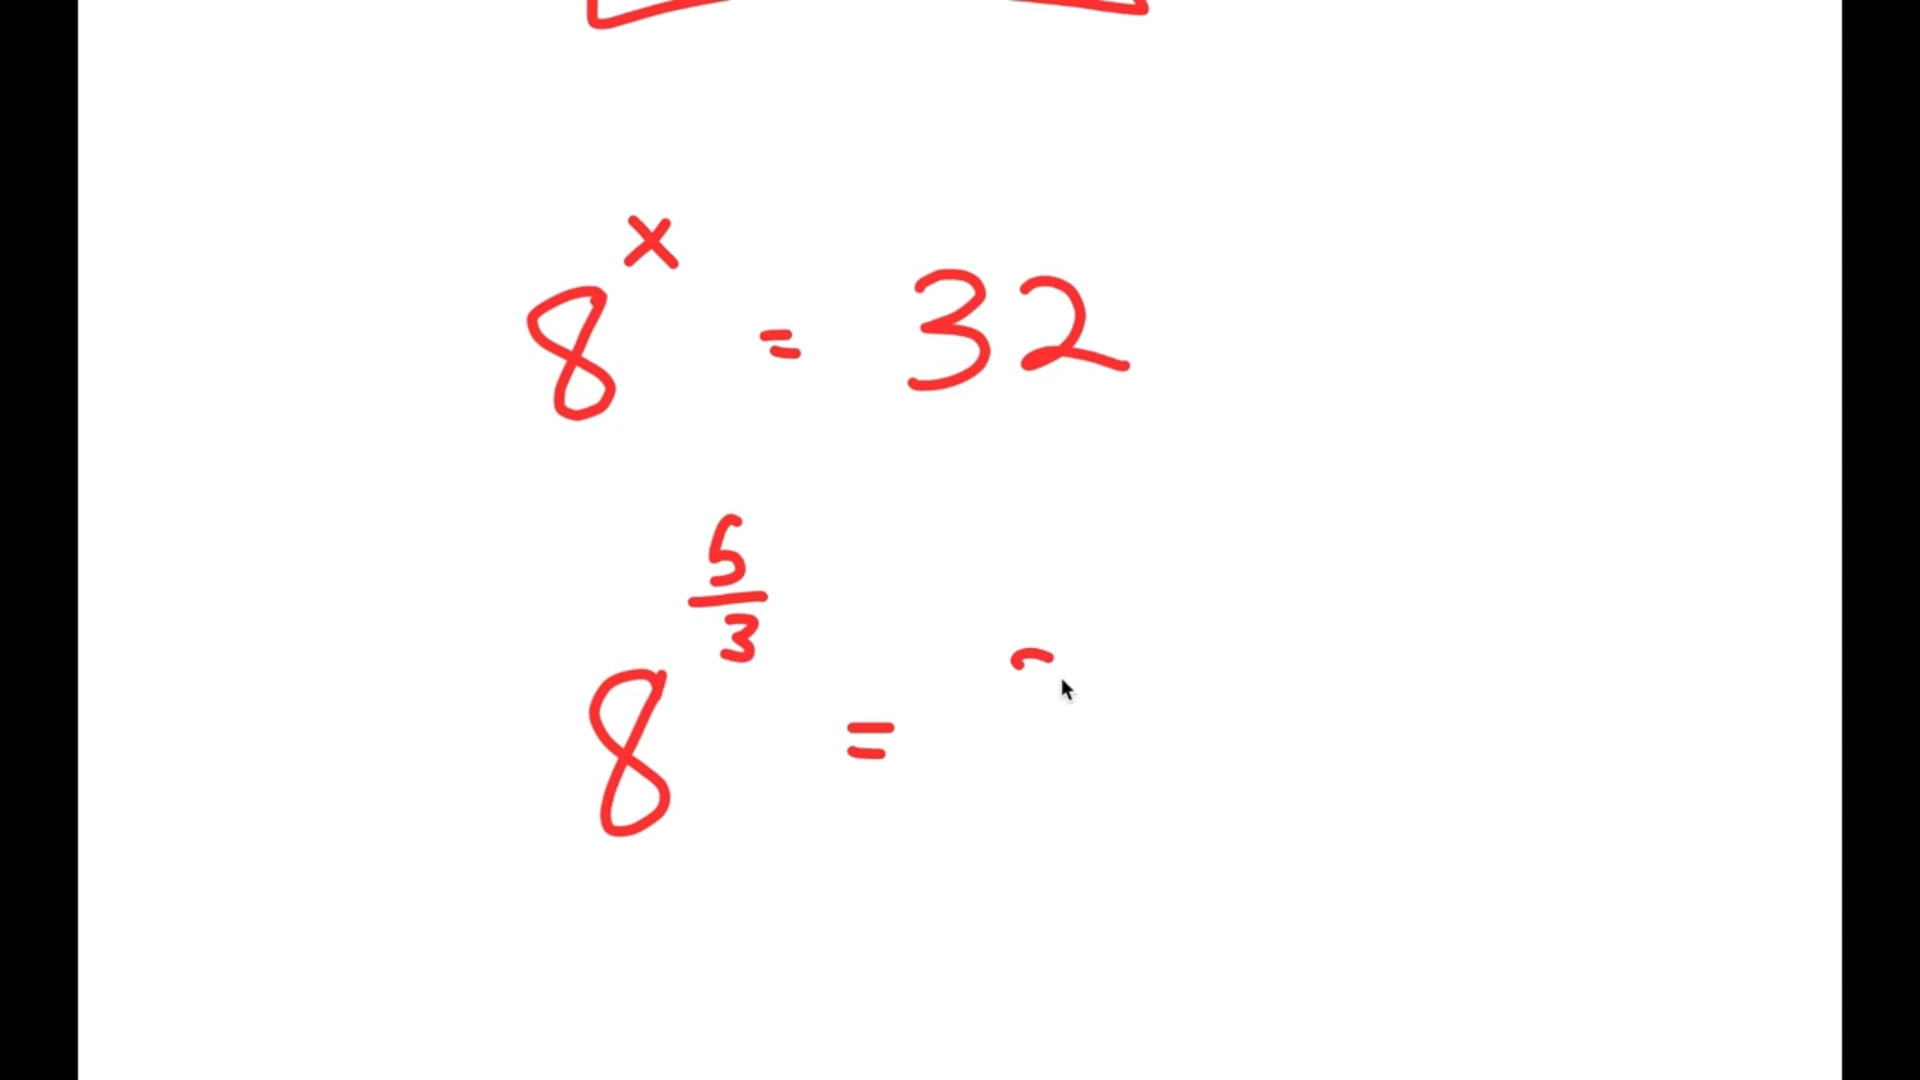 8^x = 32
8^(5/3) =